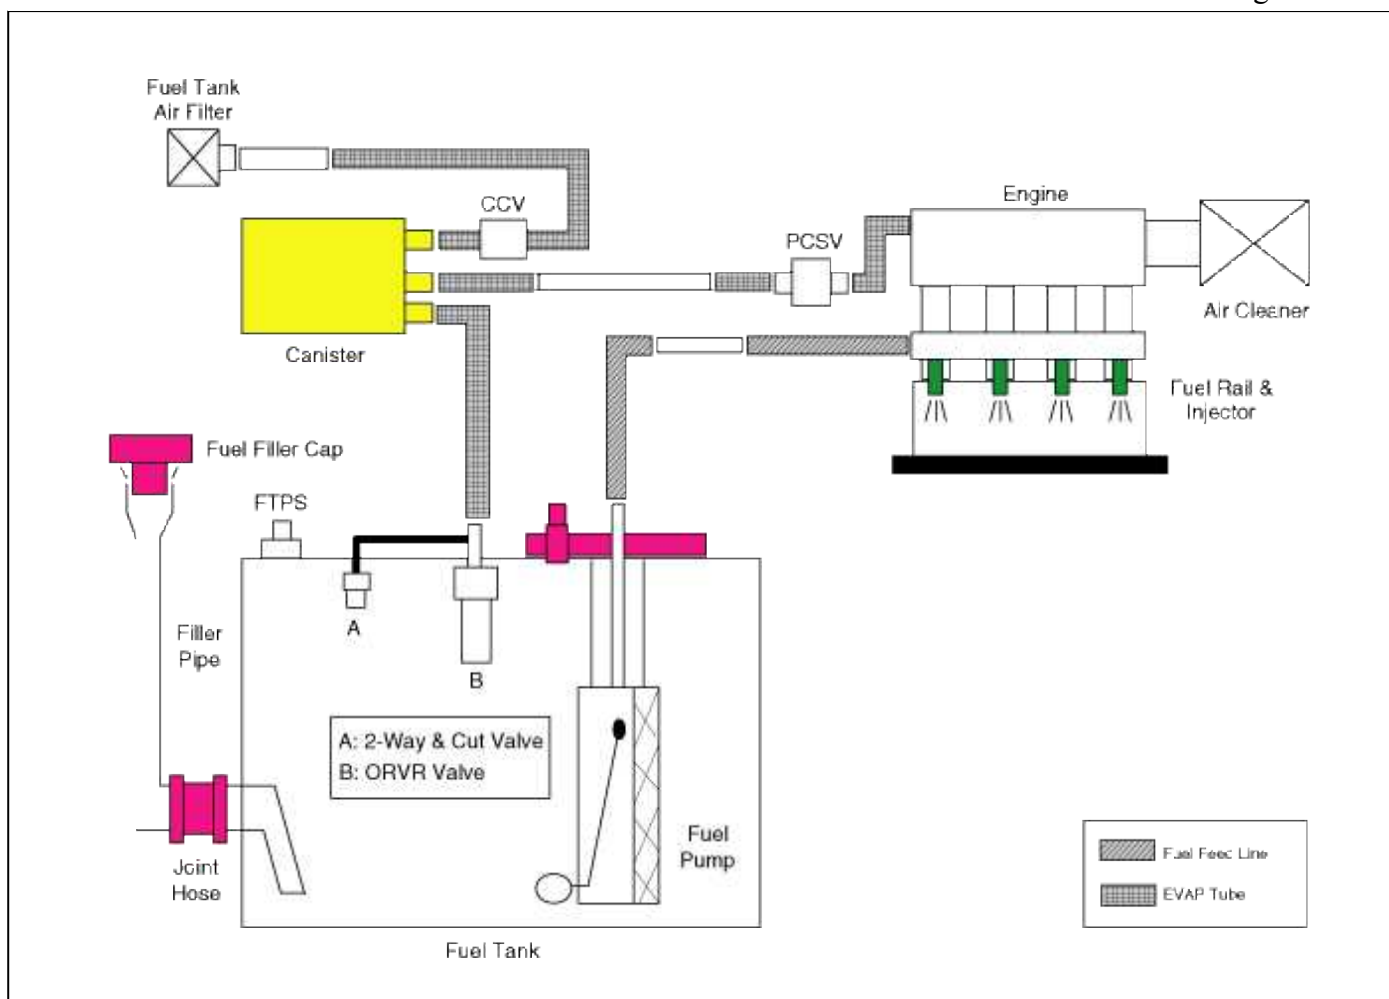 Fuel Tank
Air Filter
CCV
PCSV
Engine
Air Cleaner
Canister
Fuel Rail &
Injector
Fuel Filler Cap
FTPS
A
B
Filler
Pipe
A: 2-Way & Cut Valve
B: ORVR Valve
Fuel
Pump
Joint
Hose
Fuel Tank
Fuel Feed Line
EVAP Tube